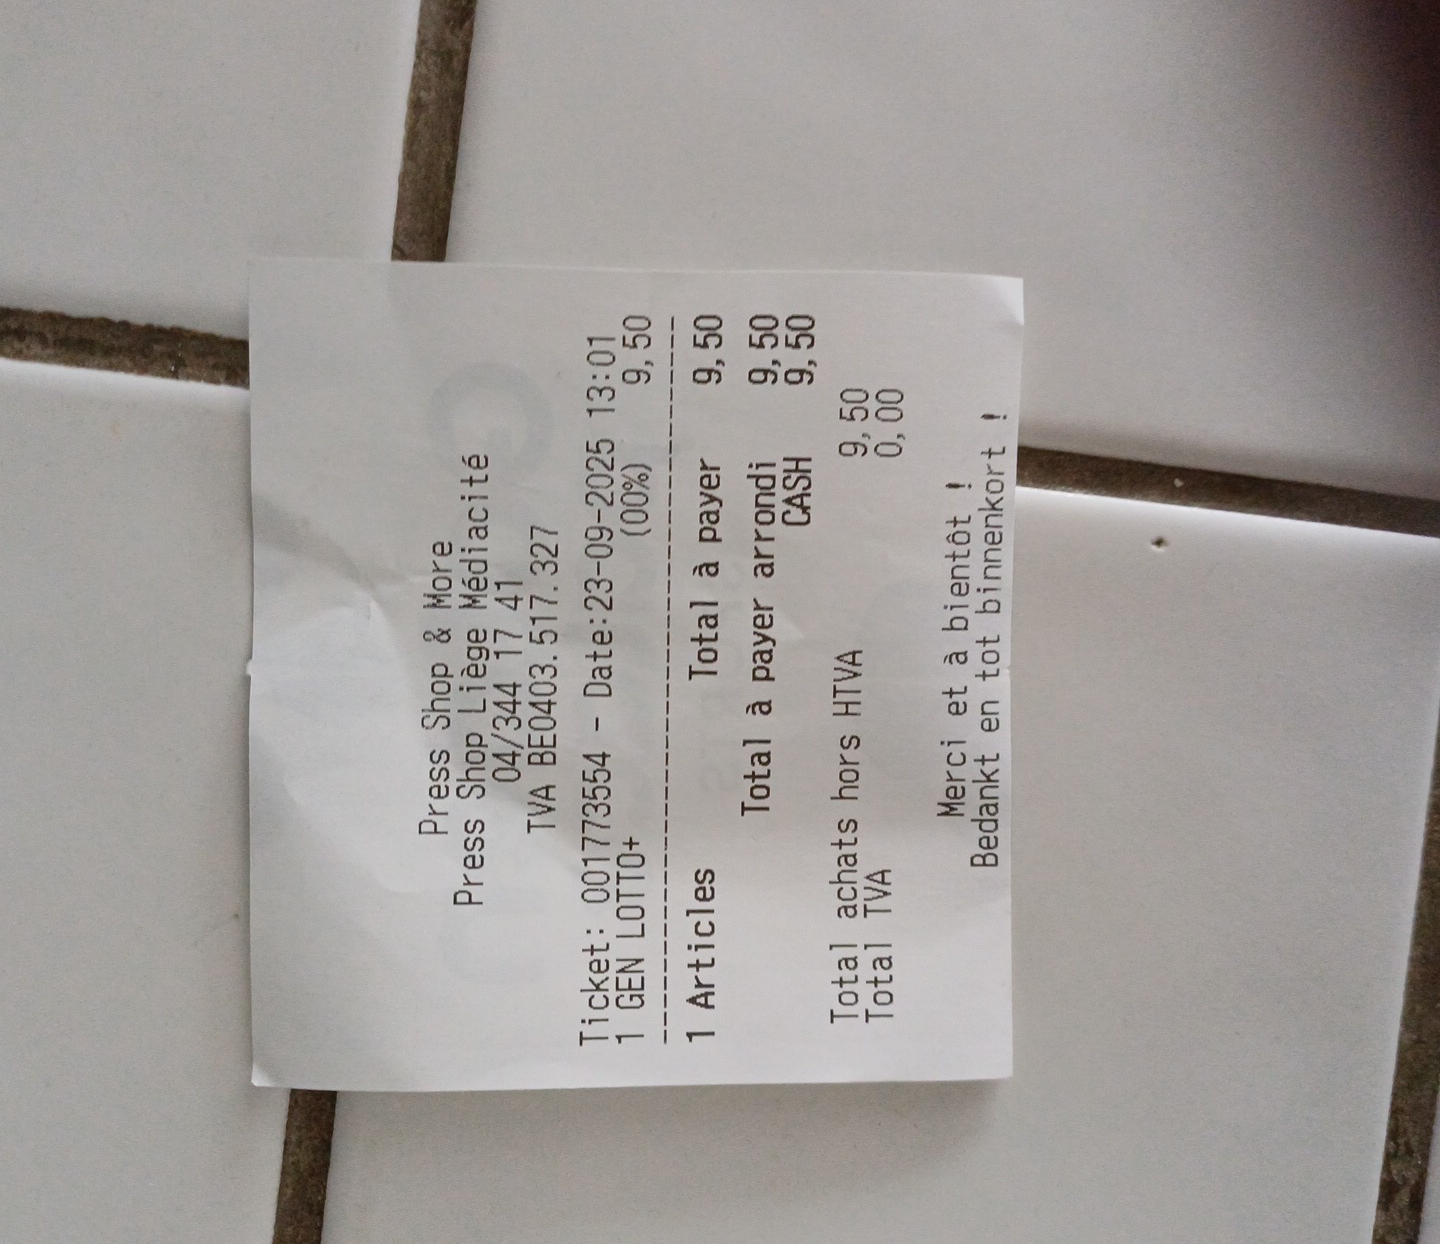 Press Shop & More
Press Shop Liège Médiacité
04/344 17 41
TVA BE0403.517.327
Ticket: 001773554 - Date:23-09-2025 13:01
1 GEN LOTTO+ (00%) 9,50
----------------------------------------
1 Articles Total à payer 9,50
Total à payer arrondi 9,50
CASH 9,50
Total achats hors HTVA 9,50
Total TVA 0,00
Merci et à bientôt !
Bedankt en tot binnenkort !